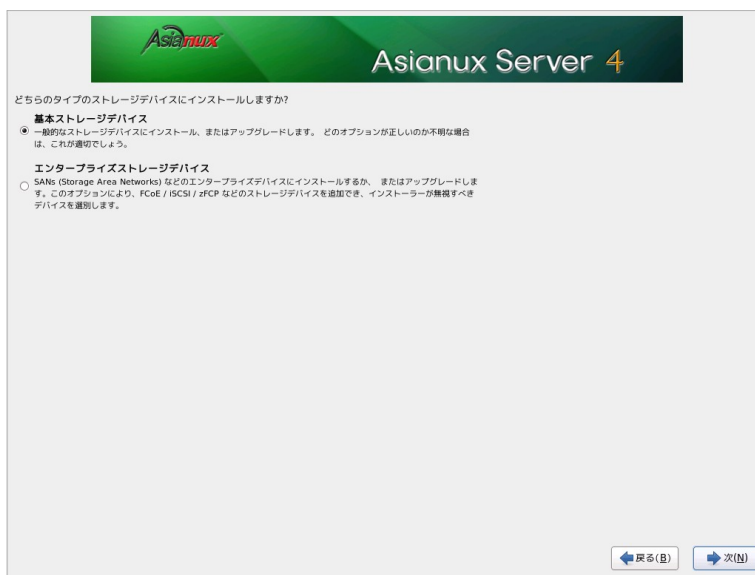 Asianux
Asianux Server 4
どちらのタイプのストレージデバイスにインストールしますか?
基本ストレージデバイス
一般的なストレージデバイスにインストール、またはアップグレードします。 どのオプションが正しいのか不明な場合
は、これが適切でしょう。
エンタープライズストレージデバイス
SANs (Storage Area Networks) などのエンタープライズデバイスにインストールするか、 またはアップグレードしま
す。このオプションにより、FCoE / iSCSI / zFCP などのストレージデバイスを追加でき、インストーラーが無視すべき
デバイスを選別します。
戻る(B)
次(N)